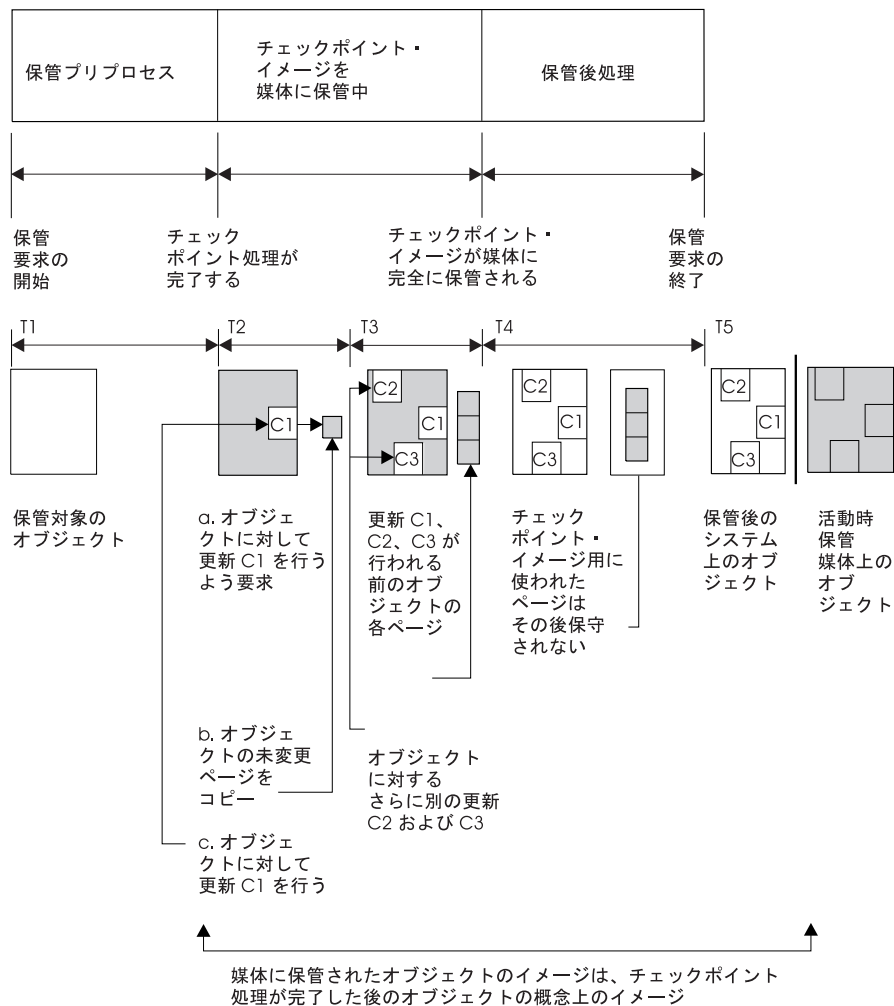 保管プリプロセス
チェックポイント・
イメージを
媒体に保管中
保管後処理
保管
要求の
開始
チェック
ポイント処理が
完了する
チェックポイント・
イメージが媒体に
完全に保管される
保管
要求の
終了
T1
T2
T3
T4
T5
C1
C2
C1
C3
C2
C1
C3
C2
C1
C3
保管対象の
オブジェクト
a. オブジェ
クトに対して
更新 C1 を行う
よう要求
更新 C1、
C2、C3 が
行われる
前のオブ
ジェクトの
各ページ
チェック
ポイント・
イメージ用に
使われた
ページは
その後保守
されない
保管後の
システム
上のオブ
ジェクト
活動時
保管
媒体上の
オブ
ジェクト
b. オブジェ
クトの未変更
ページを
コピー
オブジェクト
に対する
さらに別の更新
C2 および C3
c. オブジェ
クトに対して
更新 C1 を行う
媒体に保管されたオブジェクトのイメージは、チェックポイント
処理が完了した後のオブジェクトの概念上のイメージ